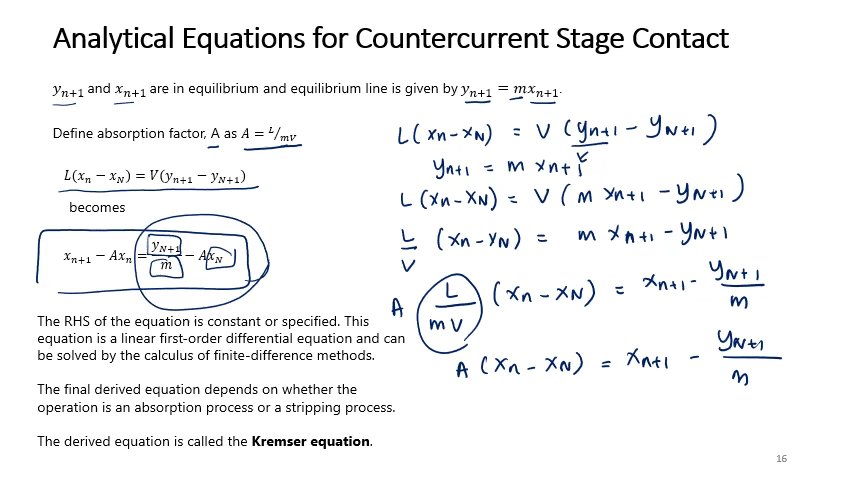 Analytical Equations for Countercurrent Stage Contact
yₙ₊₁ and xₙ₊₁ are in equilibrium and equilibrium line is given by yₙ₊₁ = mxₙ₊₁.
Define absorption factor, A as A = L/mV
L(xₙ − x_N) = V(yₙ₊₁ − y_N+1)
becomes
xₙ₊₁ − Axₙ = y_N+1/m − Ax_N
The RHS of the equation is constant or specified. This
equation is a linear first-order differential equation and can
be solved by the calculus of finite-difference methods.
The final derived equation depends on whether the
operation is an absorption process or a stripping process.
The derived equation is called the Kremser equation.
L(xn − xN) = V (yn+1 − yN+1)
yn+1 = m xn+1
L (xn − xN) = V (m xn+1 − yN+1)
L/V (xn − yN) = m xn+1 − yN+1
A L/mV (xn − xN) = xn+1 − yN+1/m
A (xn − xN) = xn+1 − yN+1/m
16